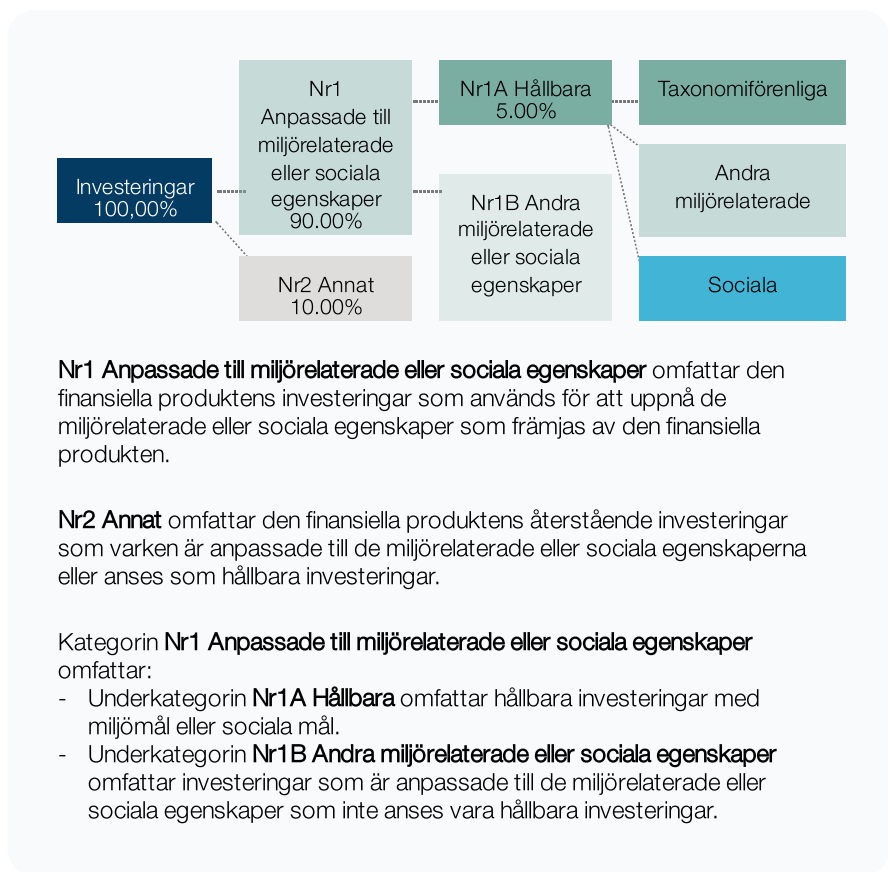 Investeringar
100,00%
Nr1
Anpassade till
miljörelaterade
eller sociala
egenskaper
90.00%
Nr2 Annat
10.00%
Nr1A Hållbara
5.00%
Nr1B Andra
miljörelaterade
eller sociala
egenskaper
Taxonomiförenliga
Andra
miljörelaterade
Sociala
Nr1 Anpassade till miljörelaterade eller sociala egenskaper omfattar den
finansiella produktens investeringar som används för att uppnå de
miljörelaterade eller sociala egenskaper som främjas av den finansiella
produkten.
Nr2 Annat omfattar den finansiella produktens återstående investeringar
som varken är anpassade till de miljörelaterade eller sociala egenskaperna
eller anses som hållbara investeringar.
Kategorin Nr1 Anpassade till miljörelaterade eller sociala egenskaper
omfattar:
- Underkategorin Nr1A Hållbara omfattar hållbara investeringar med
miljömål eller sociala mål.
- Underkategorin Nr1B Andra miljörelaterade eller sociala egenskaper
omfattar investeringar som är anpassade till de miljörelaterade eller
sociala egenskaper som inte anses vara hållbara investeringar.